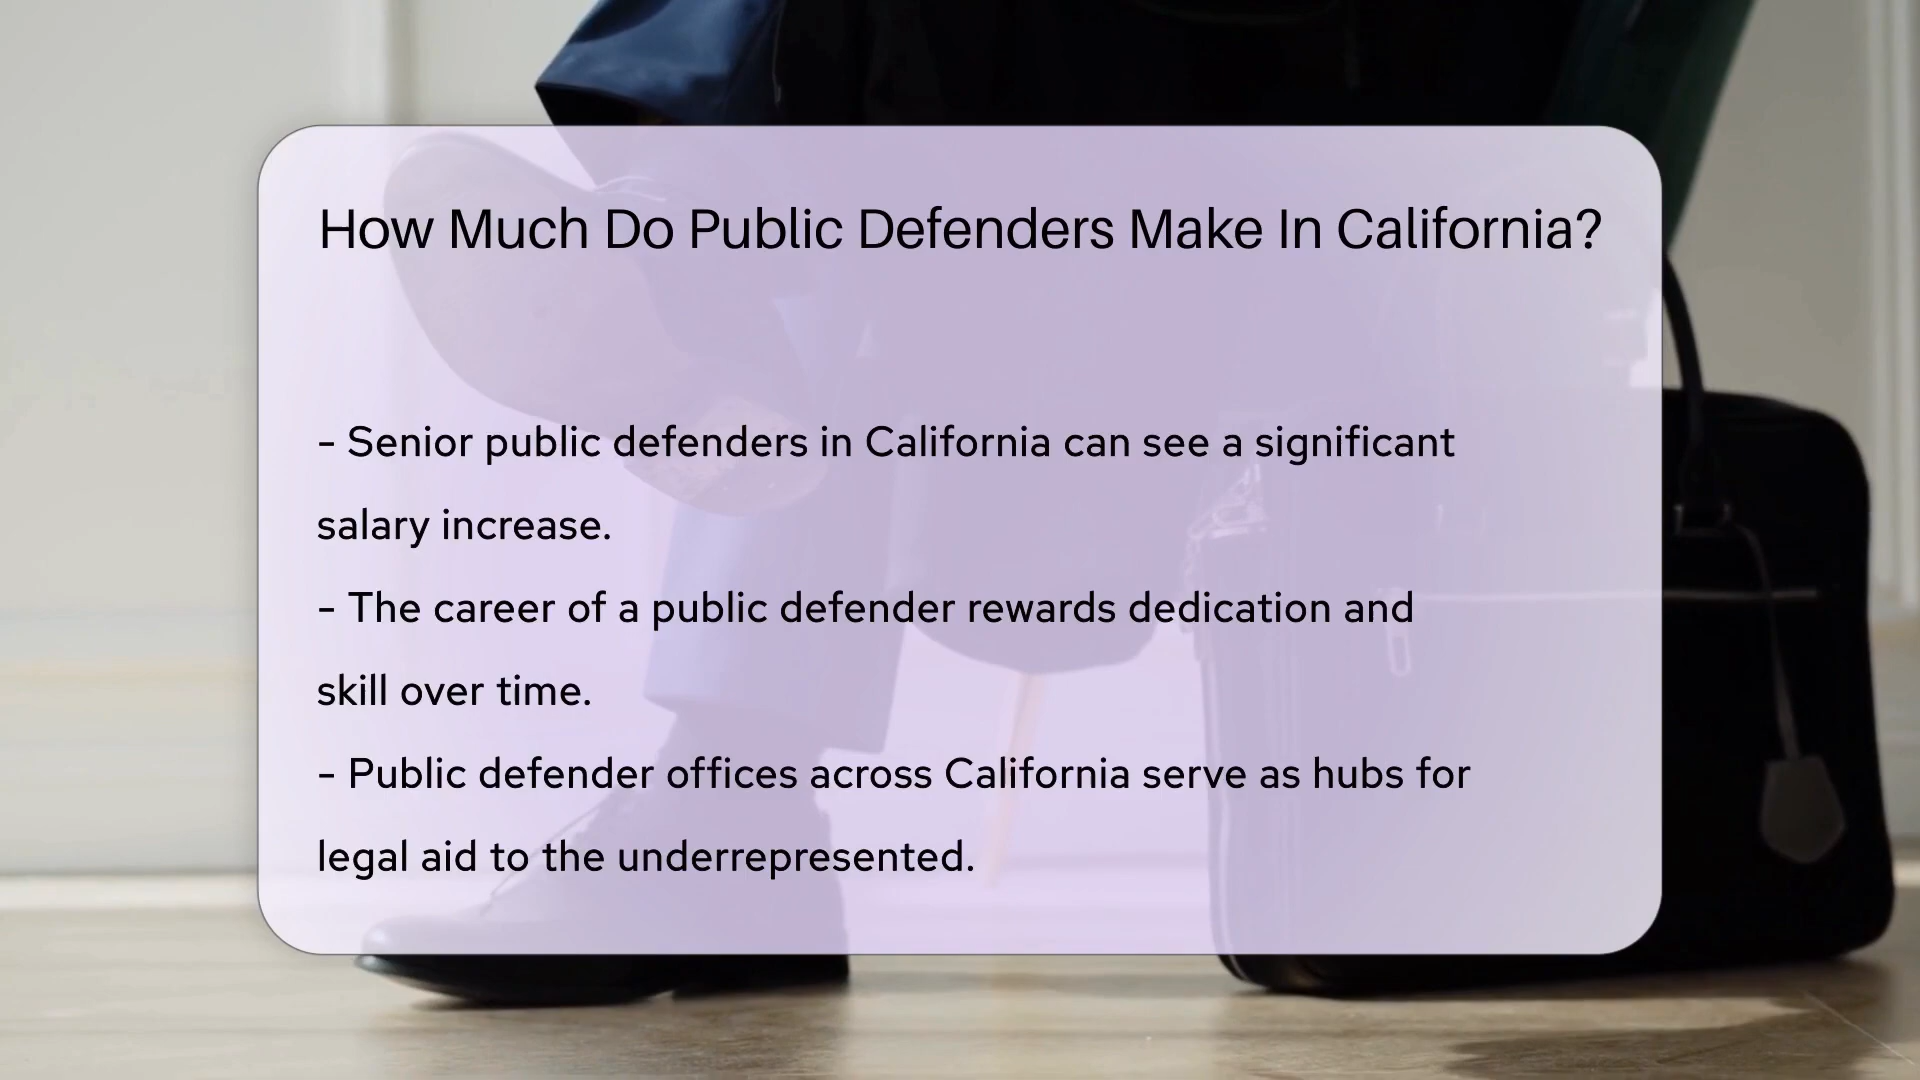 How Much Do Public Defenders Make In California?
- Senior public defenders in California can see a significant
salary increase.
- The career of a public defender rewards dedication and
skill over time.
- Public defender offices across California serve as hubs for
legal aid to the underrepresented.